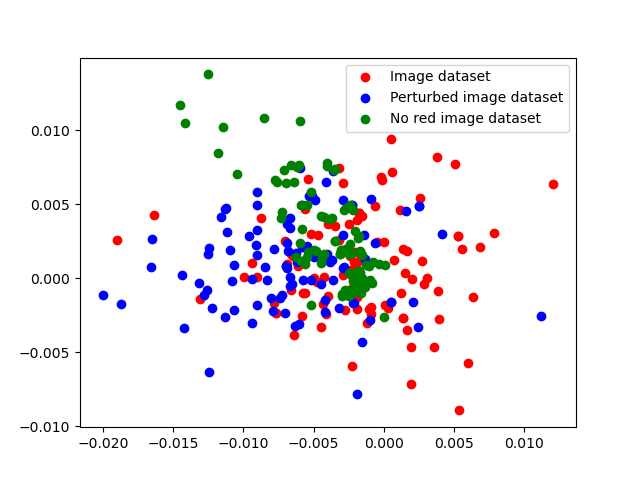 Image dataset
Perturbed image dataset
No red image dataset
0.010
0.005
0.000
−0.005
−0.010
−0.020 −0.015 −0.010 −0.005 0.000 0.005 0.010